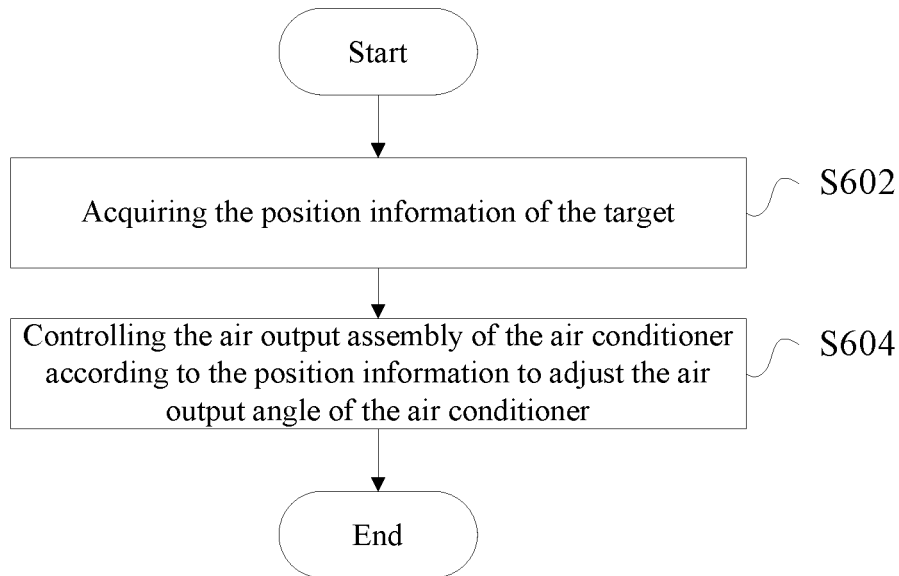 Start
Acquiring the position information of the target
S602
Controlling the air output assembly of the air conditioner
according to the position information to adjust the air
output angle of the air conditioner
S604
End